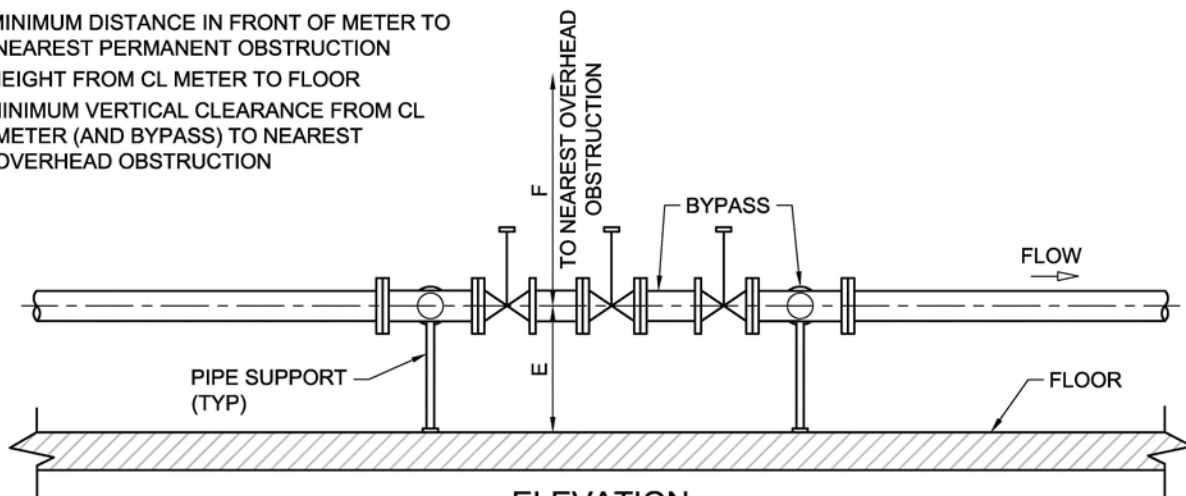 MINIMUM DISTANCE IN FRONT OF METER TO
NEAREST PERMANENT OBSTRUCTION
HEIGHT FROM CL METER TO FLOOR
MINIMUM VERTICAL CLEARANCE FROM CL
METER (AND BYPASS) TO NEAREST
OVERHEAD OBSTRUCTION
F
TO NEAREST OVERHEAD
OBSTRUCTION
BYPASS
FLOW
PIPE SUPPORT
(TYP)
E
FLOOR
ELEVATION